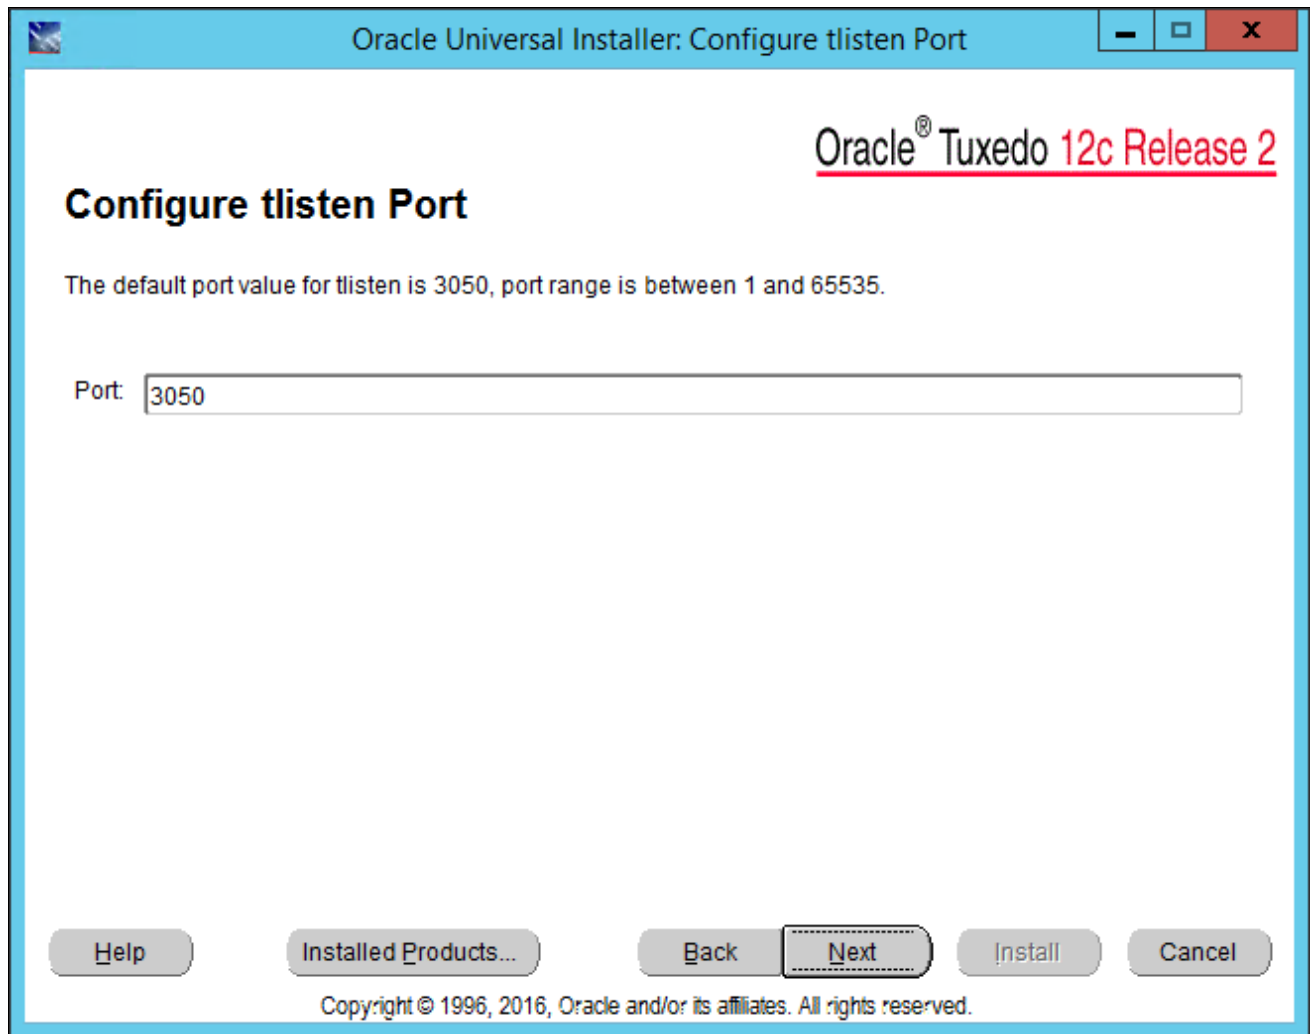 Oracle Universal Installer: Configure tlisten Port
Oracle® Tuxedo 12c Release 2
Configure tlisten Port
The default port value for tlisten is 3050, port range is between 1 and 65535.
Port: 3050
Help Installed Products... Back Next Install Cancel
Copyright © 1996, 2016, Oracle and/or its affiliates. All rights reserved.